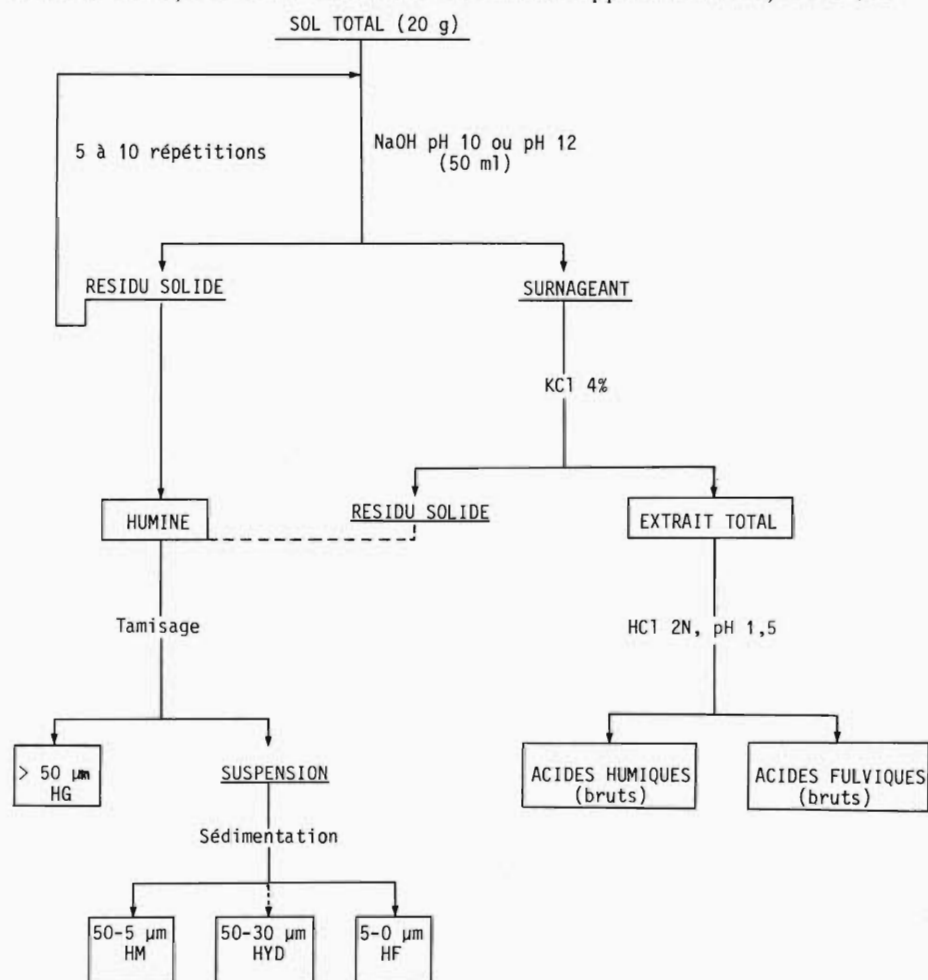 SOL TOTAL (20 g)
5 à 10 répétitions
NaOH pH 10 ou pH 12
(50 ml)
RESIDU SOLIDE
SURNAGEANT
KCl 4%
HUMINE
RESIDU SOLIDE
EXTRAIT TOTAL
Tamisage
HCl 2N, pH 1,5
> 50 µm
HG
SUSPENSION
ACIDES HUMIQUES
(bruts)
ACIDES FULVIQUES
(bruts)
Sédimentation
50-5 µm
HM
50-30 µm
HYD
5-0 µm
HF